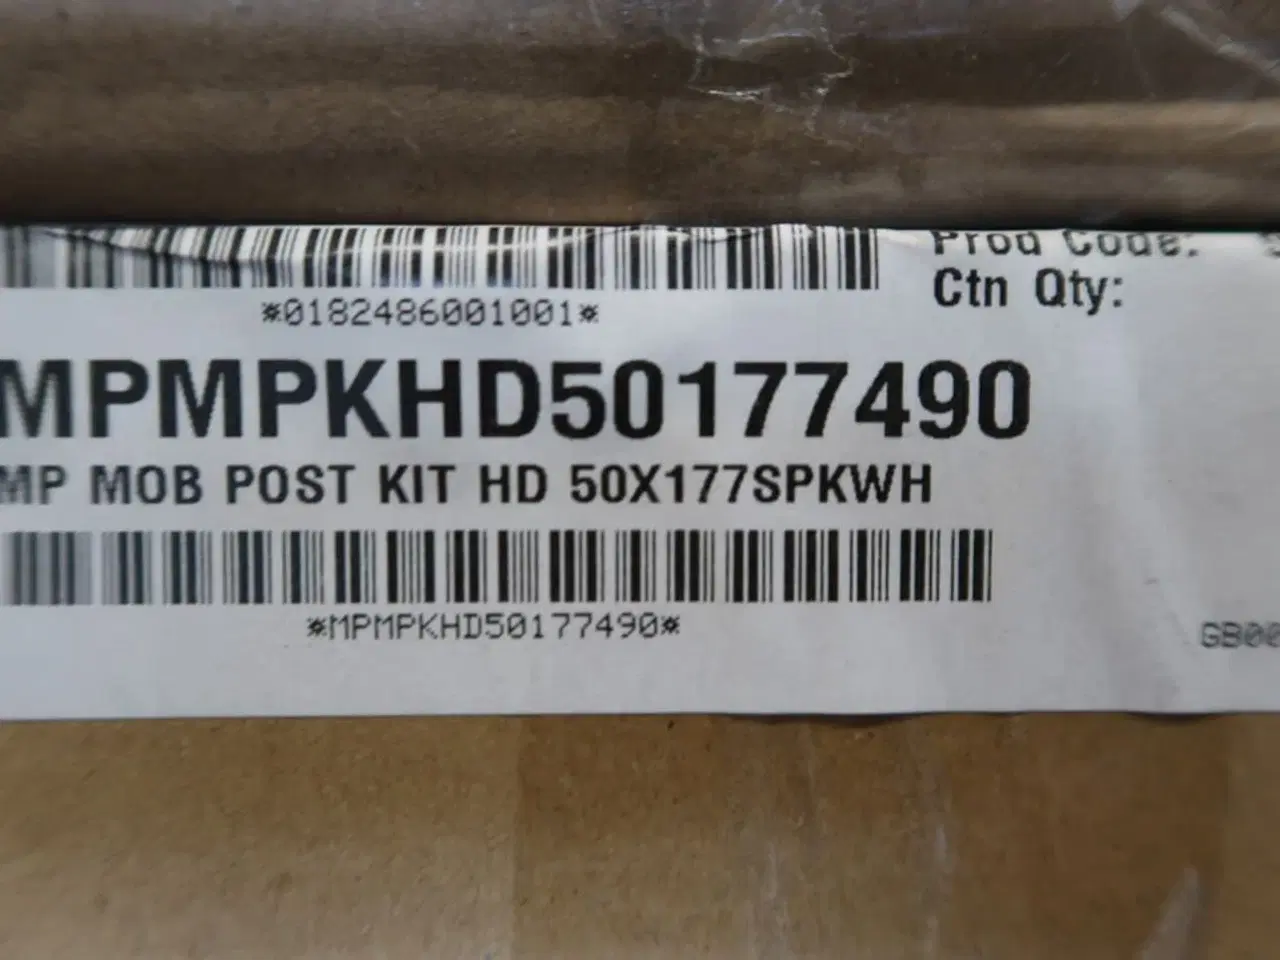 Prod Code:
Ctn Qty:
*0182486001001*
MPMPKHD50177490
MP MOB POST KIT HD 50X177SPKWH
*MPMPKHD50177490*